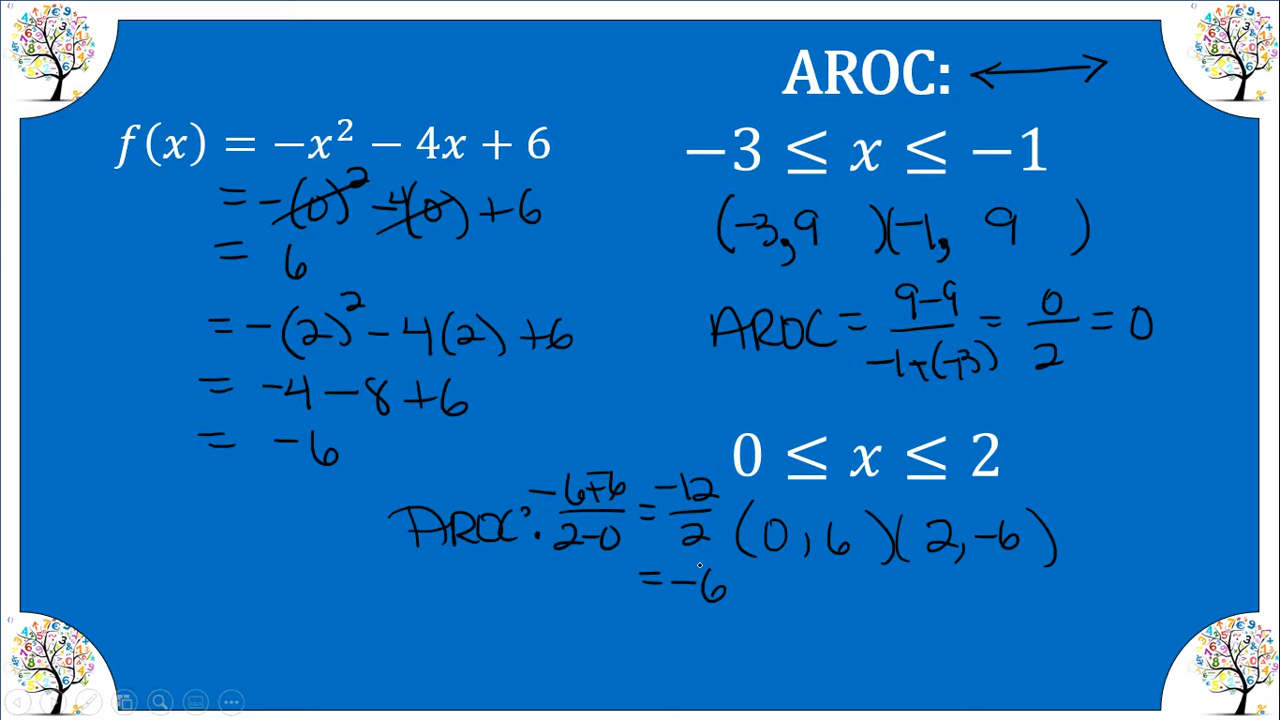 AROC:
f(x) = −x² − 4x + 6
−3 ≤ x ≤ −1
= -(0)² -4(0) +6
= 6
(-3, 9 )(-1, 9 )
= -(2)² - 4(2) +6
AROC = 9-9 / -1+(+3) = 0/2 = 0
= -4 - 8 +6
= -6
0 ≤ x ≤ 2
AROC: -6+-6 / 2-0 = -12/2
(0, 6 )( 2, -6 )
= -6